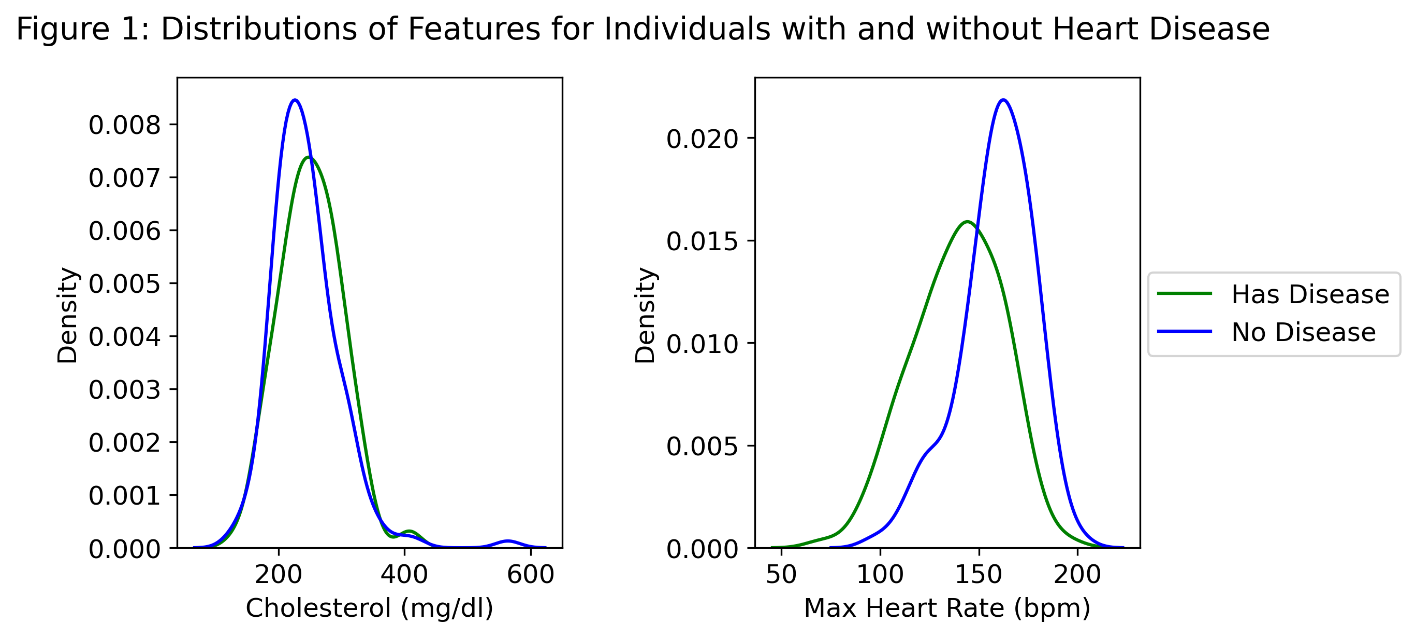 Figure 1: Distributions of Features for Individuals with and without Heart Disease
0.008
0.007
0.006
0.005
0.004
0.003
0.002
0.001
0.000
Density
200 400 600
Cholesterol (mg/dl)
0.020
0.015
0.010
0.005
0.000
Density
50 100 150 200
Max Heart Rate (bpm)
Has Disease
No Disease